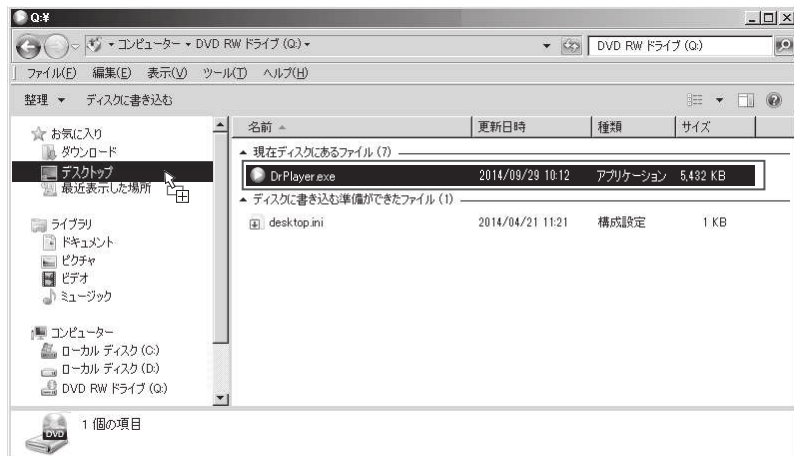 Q:¥
コンピューター DVD RW ドライブ (Q:) DVD RW ドライブ (Q:)
ファイル(F) 編集(E) 表示(V) ツール(T) ヘルプ(H)
整理 ディスクに書き込む
お気に入り
ダウンロード
デスクトップ
最近表示した場所
ライブラリ
ドキュメント
ピクチャ
ビデオ
ミュージック
コンピューター
ローカル ディスク (C:)
ローカル ディスク (D:)
DVD RW ドライブ (Q:)
名前 更新日時 種類 サイズ
現在ディスクにあるファイル (7)
DrPlayer.exe 2014/09/29 10:12 アプリケーション 5,432 KB
ディスクに書き込む準備ができたファイル (1)
desktop.ini 2014/04/21 11:21 構成設定 1 KB
DVD
1 個の項目